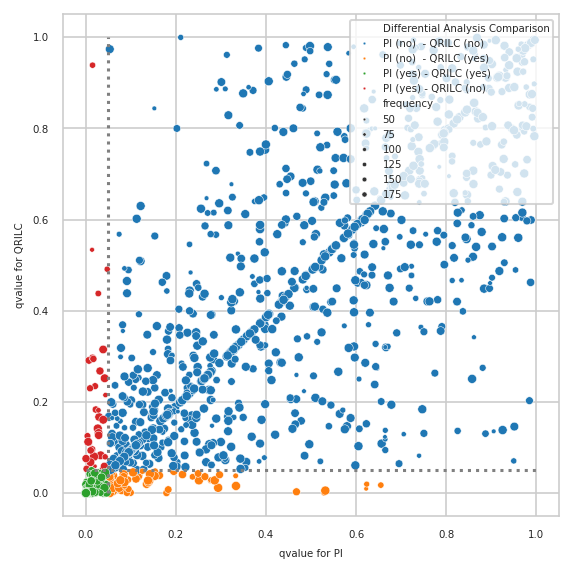 Differential Analysis Comparison
PI (no)  - QRILC (no)
PI (no)  - QRILC (yes)
PI (yes) - QRILC (yes)
PI (yes) - QRILC (no)
frequency
50
75
100
125
150
175
qvalue for QRILC
1.0
0.8
0.6
0.4
0.2
0.0
0.0 0.2 0.4 0.6 0.8 1.0
qvalue for PI